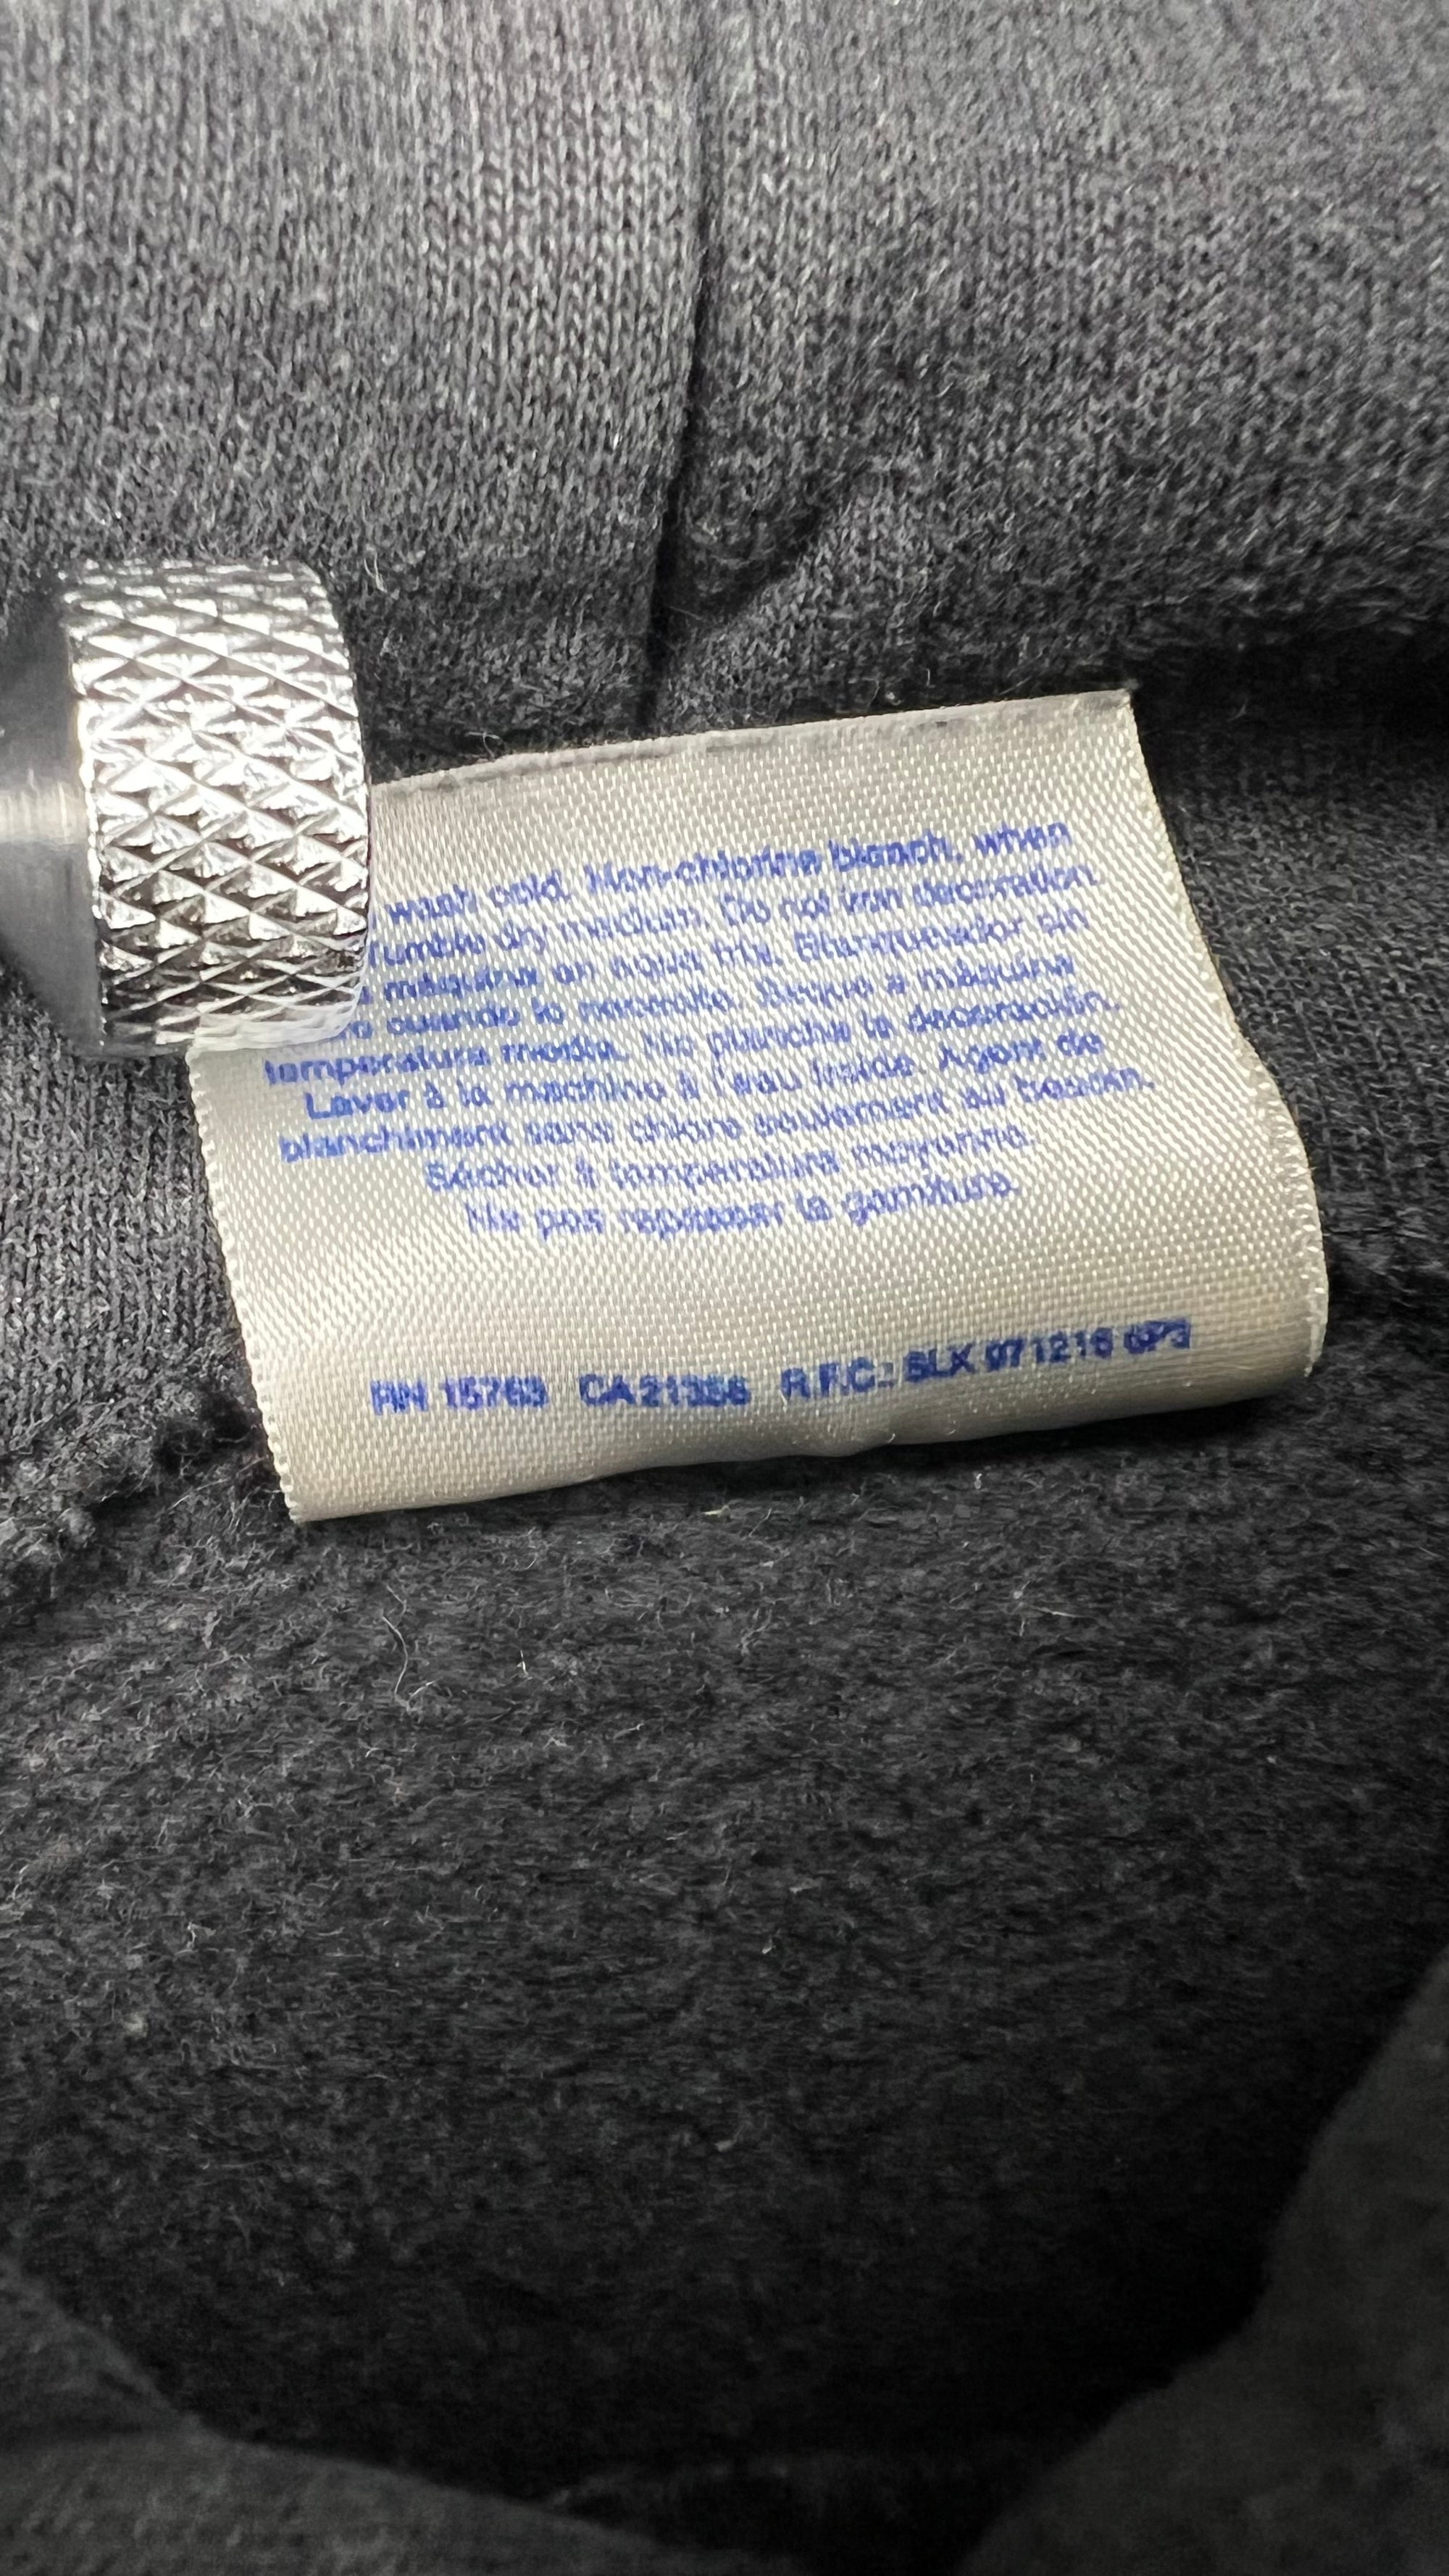 wash cold. Non-chlorine bleach, when
Tumble dry medium. Do not iron decoration.
a máquina en agua fría. Blanqueador sin
cuando lo necesite. Seque a máquina
temperatura media. No planche la decoración.
Laver à la machine à l'eau froide. Agent de
blanchiment sans chlore seulement au besoin.
Sécher à température moyenne.
Ne pas repasser la garniture.
RN 15763 CA21356 R.F.C.: SLX 071216 6P3